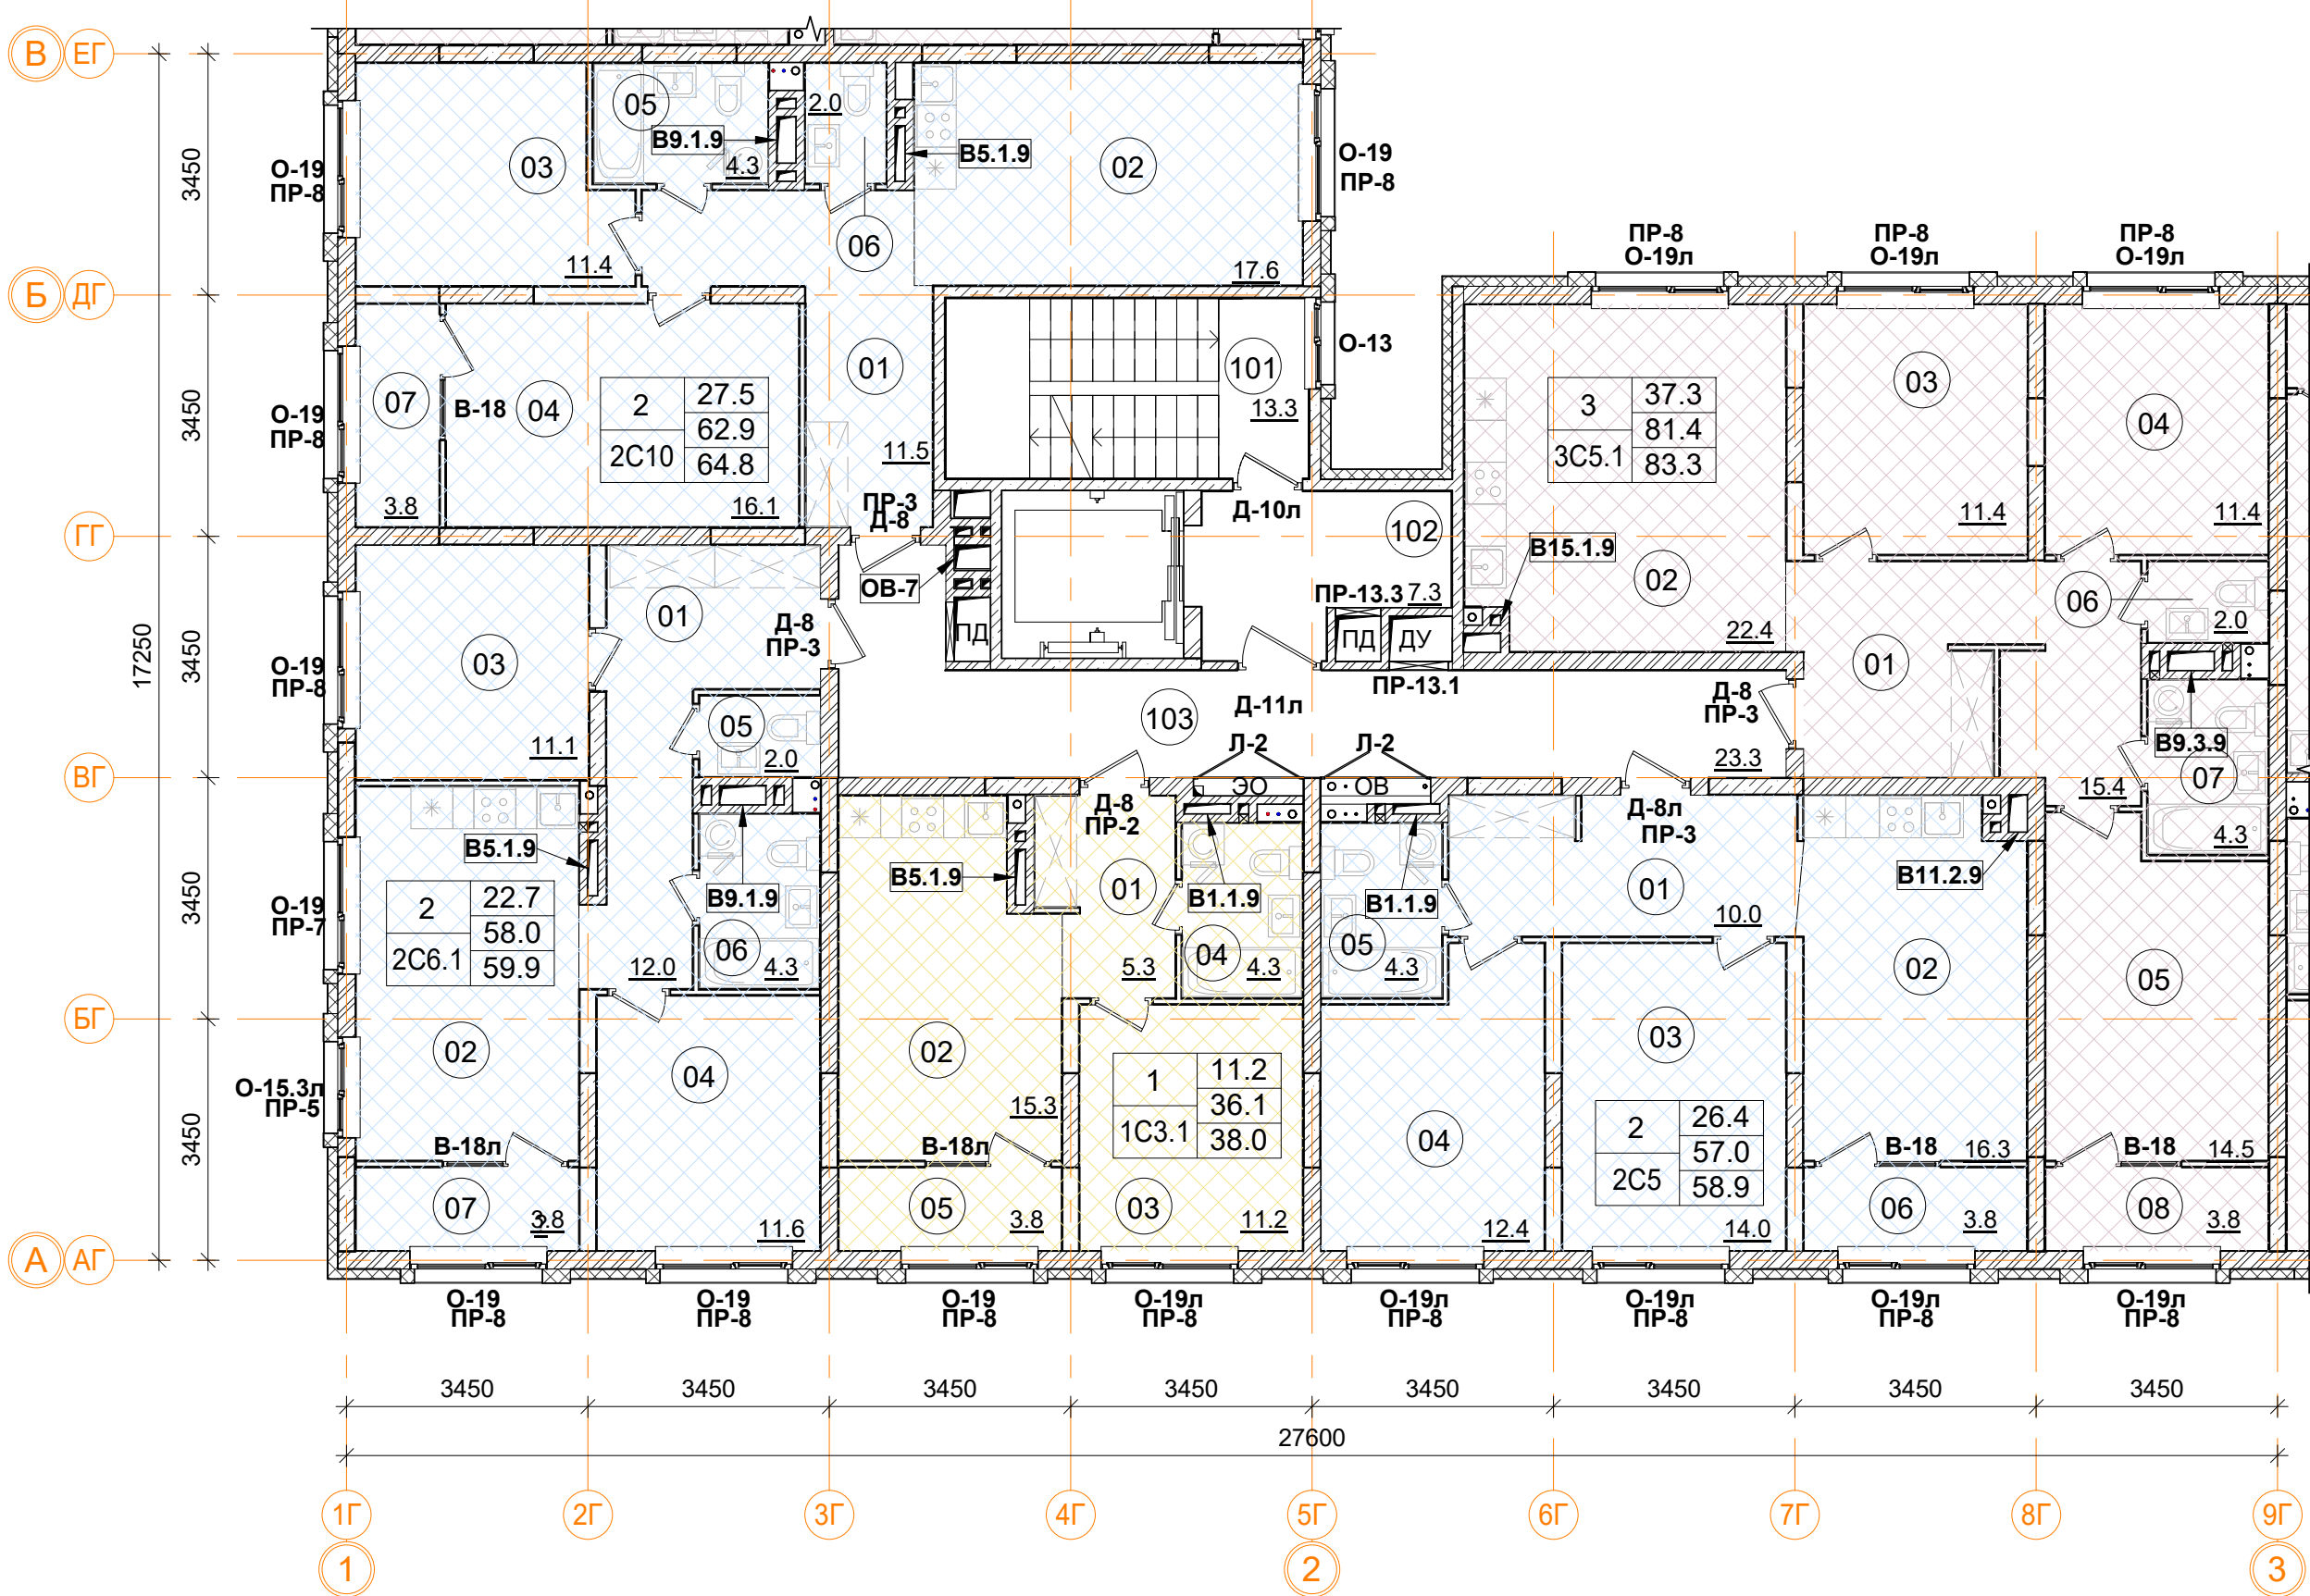 В ЕГ
Б ДГ
ГГ
ВГ
БГ
А АГ
3450
3450
3450
3450
3450
17250
О-19
ПР-8
О-19
ПР-8
О-19
ПР-8
О-19
ПР-7
О-15.3л
ПР-5
03
11.4
05
В9.1.9
4.3
2.0
06
В5.1.9
02
17.6
О-19
ПР-8
07
3.8
В-18
04
2 27.5
62.9
2С10 64.8
16.1
01
11.5
ПР-3
Д-8
101
13.3
О-13
Д-10л
102
7.3
ПР-13.3
ОВ-7
ПД
ПД
ДУ
ПР-13.1
Д-8
ПР-3
103
Д-11л
Л-2
Л-2
ЭО
ОВ
23.3
Д-8
ПР-3
ПР-8
О-19л
ПР-8
О-19л
ПР-8
О-19л
3 37.3
81.4
3С5.1 83.3
03
11.4
04
11.4
В15.1.9
02
22.4
01
06
2.0
В9.3.9
07
15.4
4.3
03
11.1
01
05
2.0
В5.1.9
2 22.7
58.0
2С6.1 59.9
В9.1.9
06
12.0
4.3
02
04
В-18л
07
3.8
11.6
В5.1.9
Д-8
ПР-2
01
В1.1.9
04
5.3
4.3
02
15.3
1 11.2
36.1
1С3.1 38.0
В-18л
05
3.8
03
11.2
В1.1.9
05
4.3
Д-8л
ПР-3
01
10.0
В11.2.9
02
03
04
2 26.4
57.0
2С5 58.9
12.4
14.0
В-18
16.3
06
3.8
05
В-18
14.5
08
3.8
О-19
ПР-8
О-19
ПР-8
О-19
ПР-8
О-19л
ПР-8
О-19л
ПР-8
О-19л
ПР-8
О-19л
ПР-8
О-19л
ПР-8
3450 3450 3450 3450 3450 3450 3450 3450
27600
1Г 2Г 3Г 4Г 5Г 6Г 7Г 8Г 9Г
1 2 3